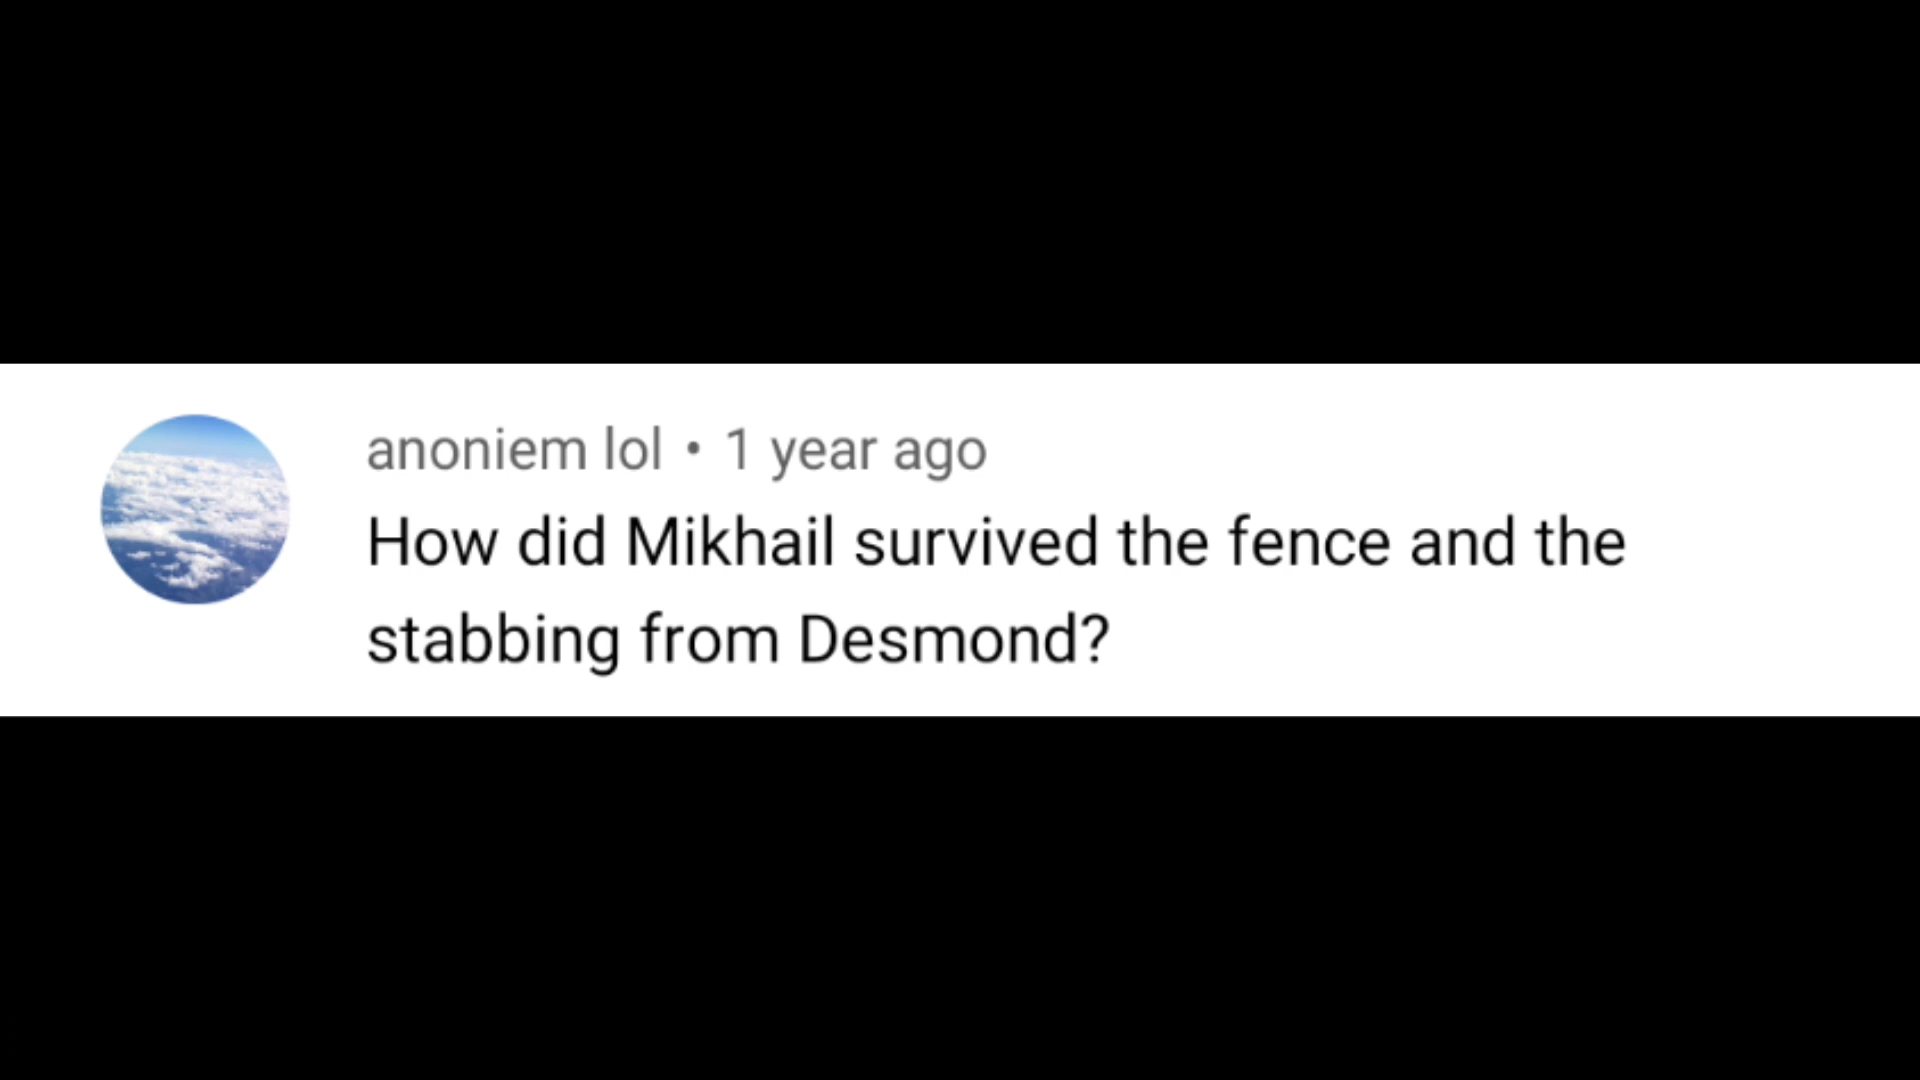 anoniem lol • 1 year ago
How did Mikhail survived the fence and the
stabbing from Desmond?